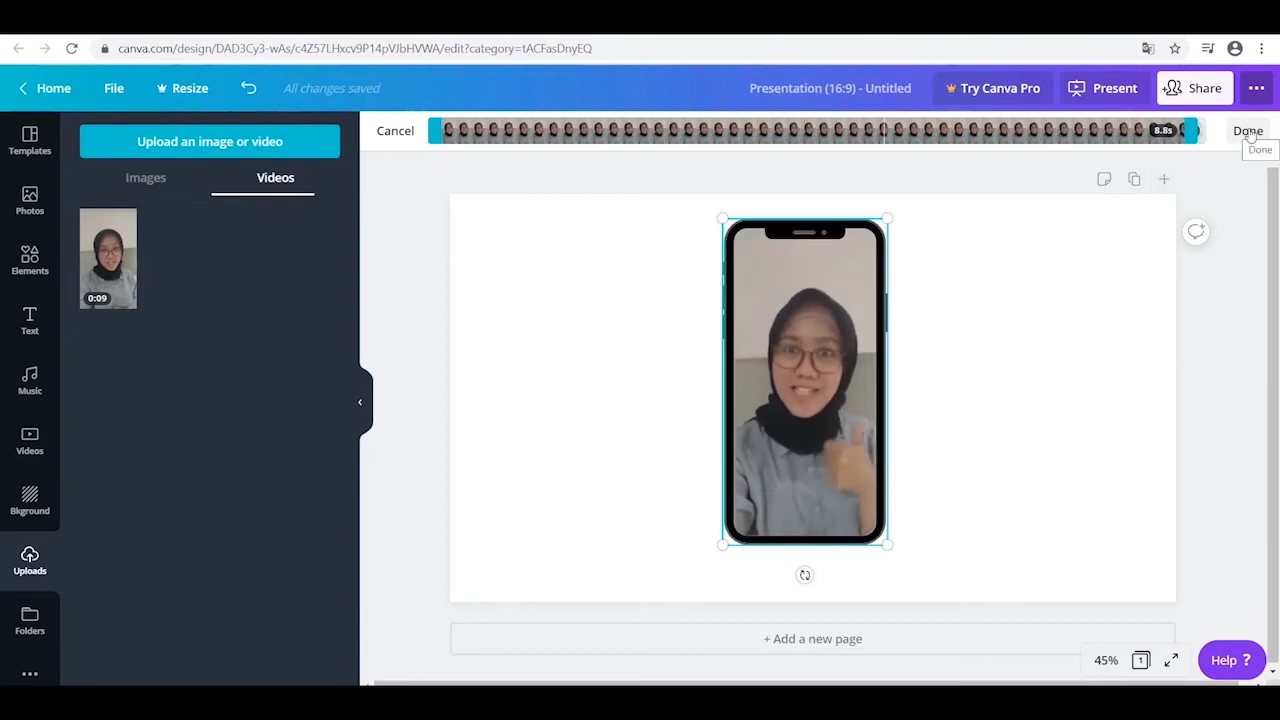 canva.com/design/DAD3Cy3-wAs/c4Z57LHxcv9P14pVJbHVWA/edit?category=tACFasDnyEQ
Home
File
Resize
All changes saved
Presentation (16:9) - Untitled
Try Canva Pro
Present
Share
Templates
Photos
Elements
Text
Music
Videos
Bkground
Uploads
Folders
Upload an image or video
Images
Videos
0:09
Cancel
8.8s
Done
Done
+ Add a new page
45%
1
Help ?